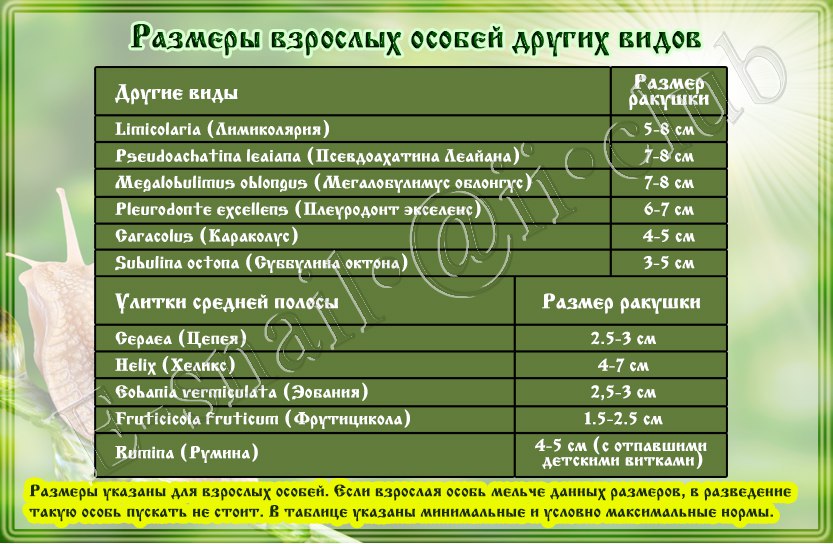 Размеры взрослых особей других видов
Другие виды
Размер
ракушки
Limicolaria (Лимиколярия)
5-8 см
Pseudoachatina leaiana (Псевдоахатина Леайана)
7-8 см
Megalobulimus oblongus (Мегалобулимус облонгус)
7-8 см
Pleurodonte excellens (Плеуродонт экселенс)
6-7 см
Caracolus (Караколус)
4-5 см
Subulina octona (Суббулина октона)
3-5 см
Улитки средней полосы
Размер ракушки
Cepaea (Цепея)
2.5-3 см
Helix (Хеликс)
4-7 см
Eobania vermiculata (Эобания)
2,5-3 см
Fruticicola fruticum (Фрутицикола)
1.5-2.5 см
Rumina (Румина)
4-5 см (с отпавшими
детскими витками)
Размеры указаны для взрослых особей. Если взрослая особь мельче данных размеров, в разведение
такую особь пускать не стоит. В таблице указаны минимальные и условно максимальные нормы.